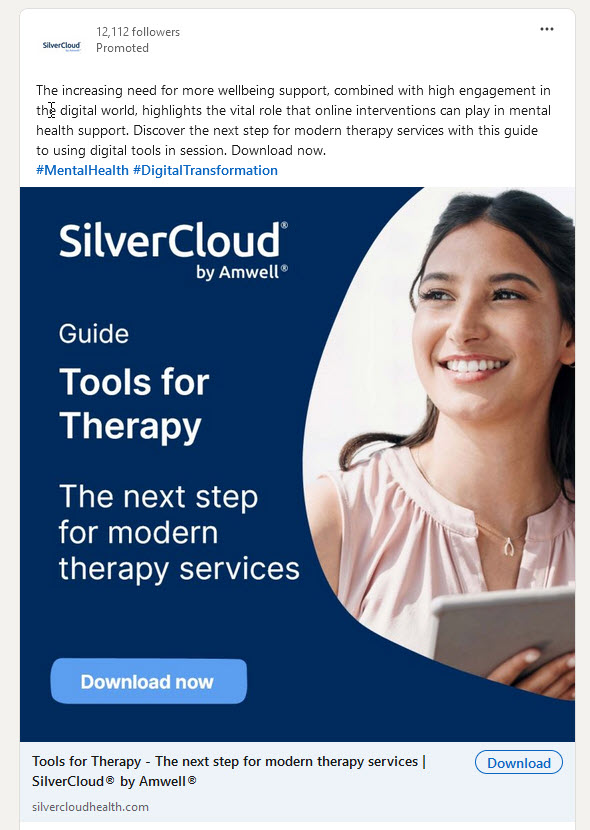 SilverCloud
by Amwell
12,112 followers
Promoted
The increasing need for more wellbeing support, combined with high engagement in
the digital world, highlights the vital role that online interventions can play in mental
health support. Discover the next step for modern therapy services with this guide
to using digital tools in session. Download now.
#MentalHealth #DigitalTransformation
SilverCloud®
by Amwell®
Guide
Tools for
Therapy
The next step
for modern
therapy services
Download now
Tools for Therapy - The next step for modern therapy services |
SilverCloud® by Amwell®
Download
silvercloudhealth.com